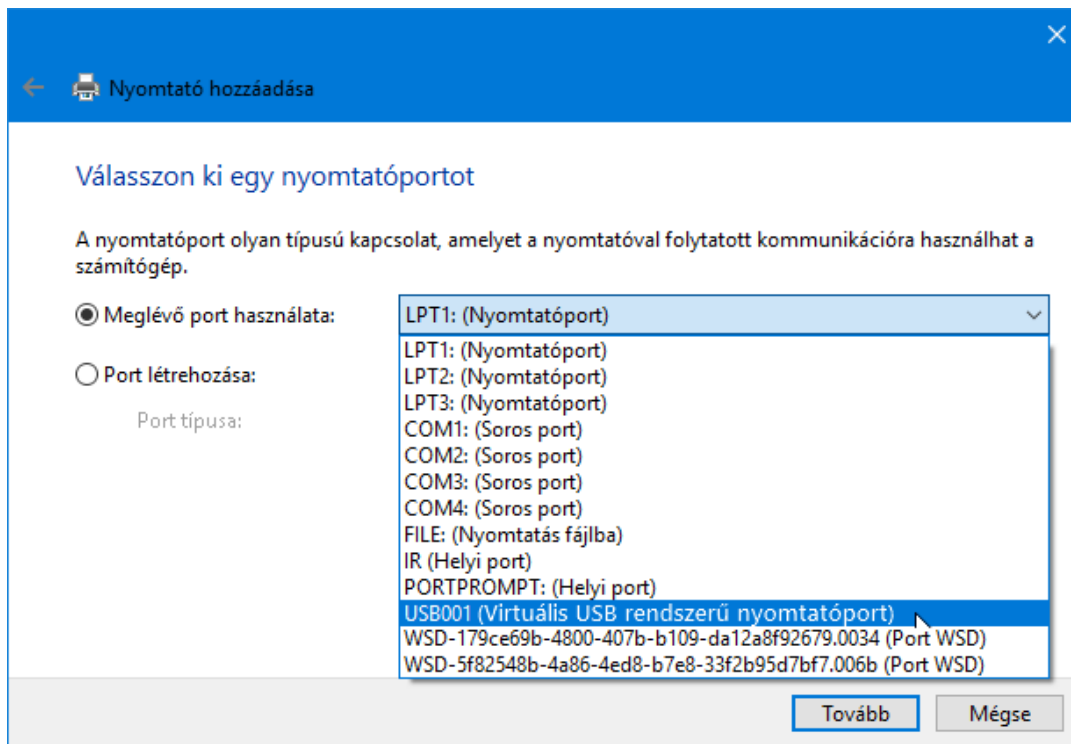 Nyomtató hozzáadása
Válasszon ki egy nyomtatóportot
A nyomtatóport olyan típusú kapcsolat, amelyet a nyomtatóval folytatott kommunikációra használhat a
számítógép.
Meglévő port használata:
LPT1: (Nyomtatóport)
LPT1: (Nyomtatóport)
LPT2: (Nyomtatóport)
LPT3: (Nyomtatóport)
COM1: (Soros port)
COM2: (Soros port)
COM3: (Soros port)
COM4: (Soros port)
FILE: (Nyomtatás fájlba)
IR (Helyi port)
PORTPROMPT: (Helyi port)
USB001 (Virtuális USB rendszerű nyomtatóport)
WSD-179ce69b-4800-407b-b109-da12a8f92679.0034 (Port WSD)
WSD-5f82548b-4a86-4ed8-b7e8-33f2b95d7bf7.006b (Port WSD)
Port létrehozása:
Port típusa:
Tovább
Mégse